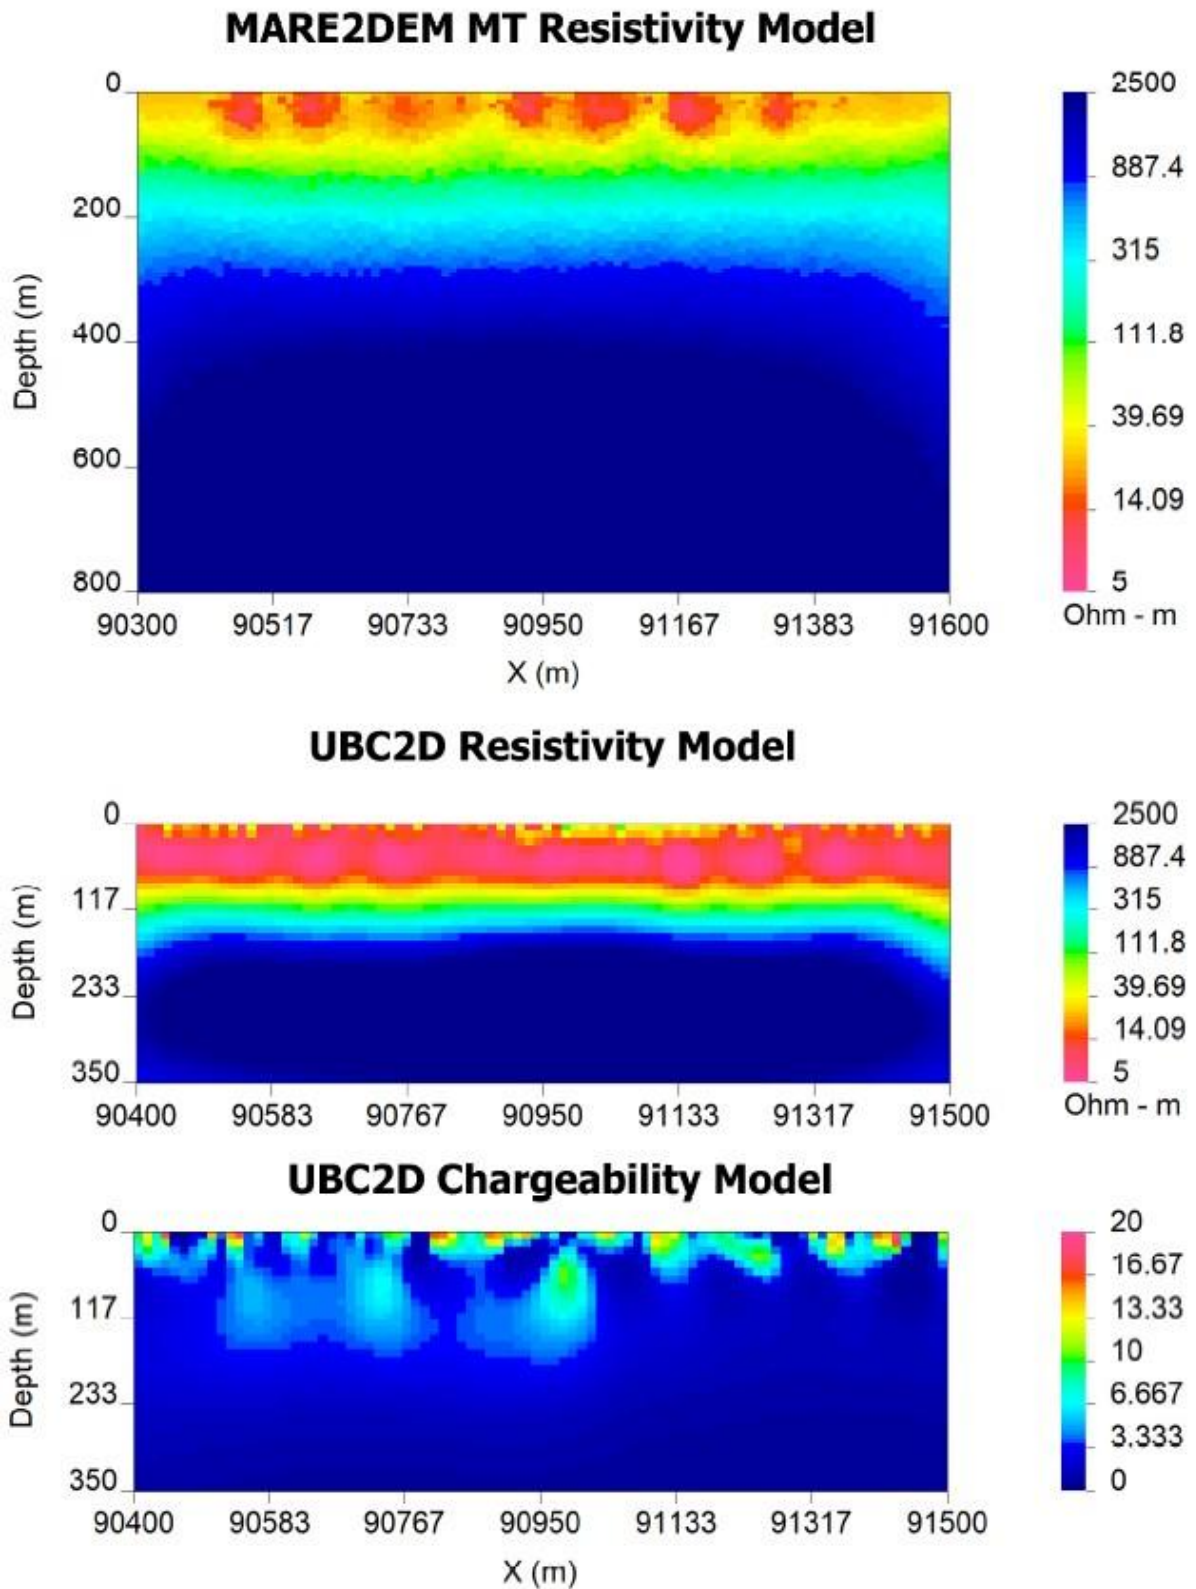 MARE2DEM MT Resistivity Model
0
200
400
600
800
Depth (m)
90300 90517 90733 90950 91167 91383 91600
X (m)
2500
887.4
315
111.8
39.69
14.09
5
Ohm - m
UBC2D Resistivity Model
0
117
233
350
Depth (m)
90400 90583 90767 90950 91133 91317 91500
2500
887.4
315
111.8
39.69
14.09
5
Ohm - m
UBC2D Chargeability Model
0
117
233
350
Depth (m)
90400 90583 90767 90950 91133 91317 91500
X (m)
20
16.67
13.33
10
6.667
3.333
0